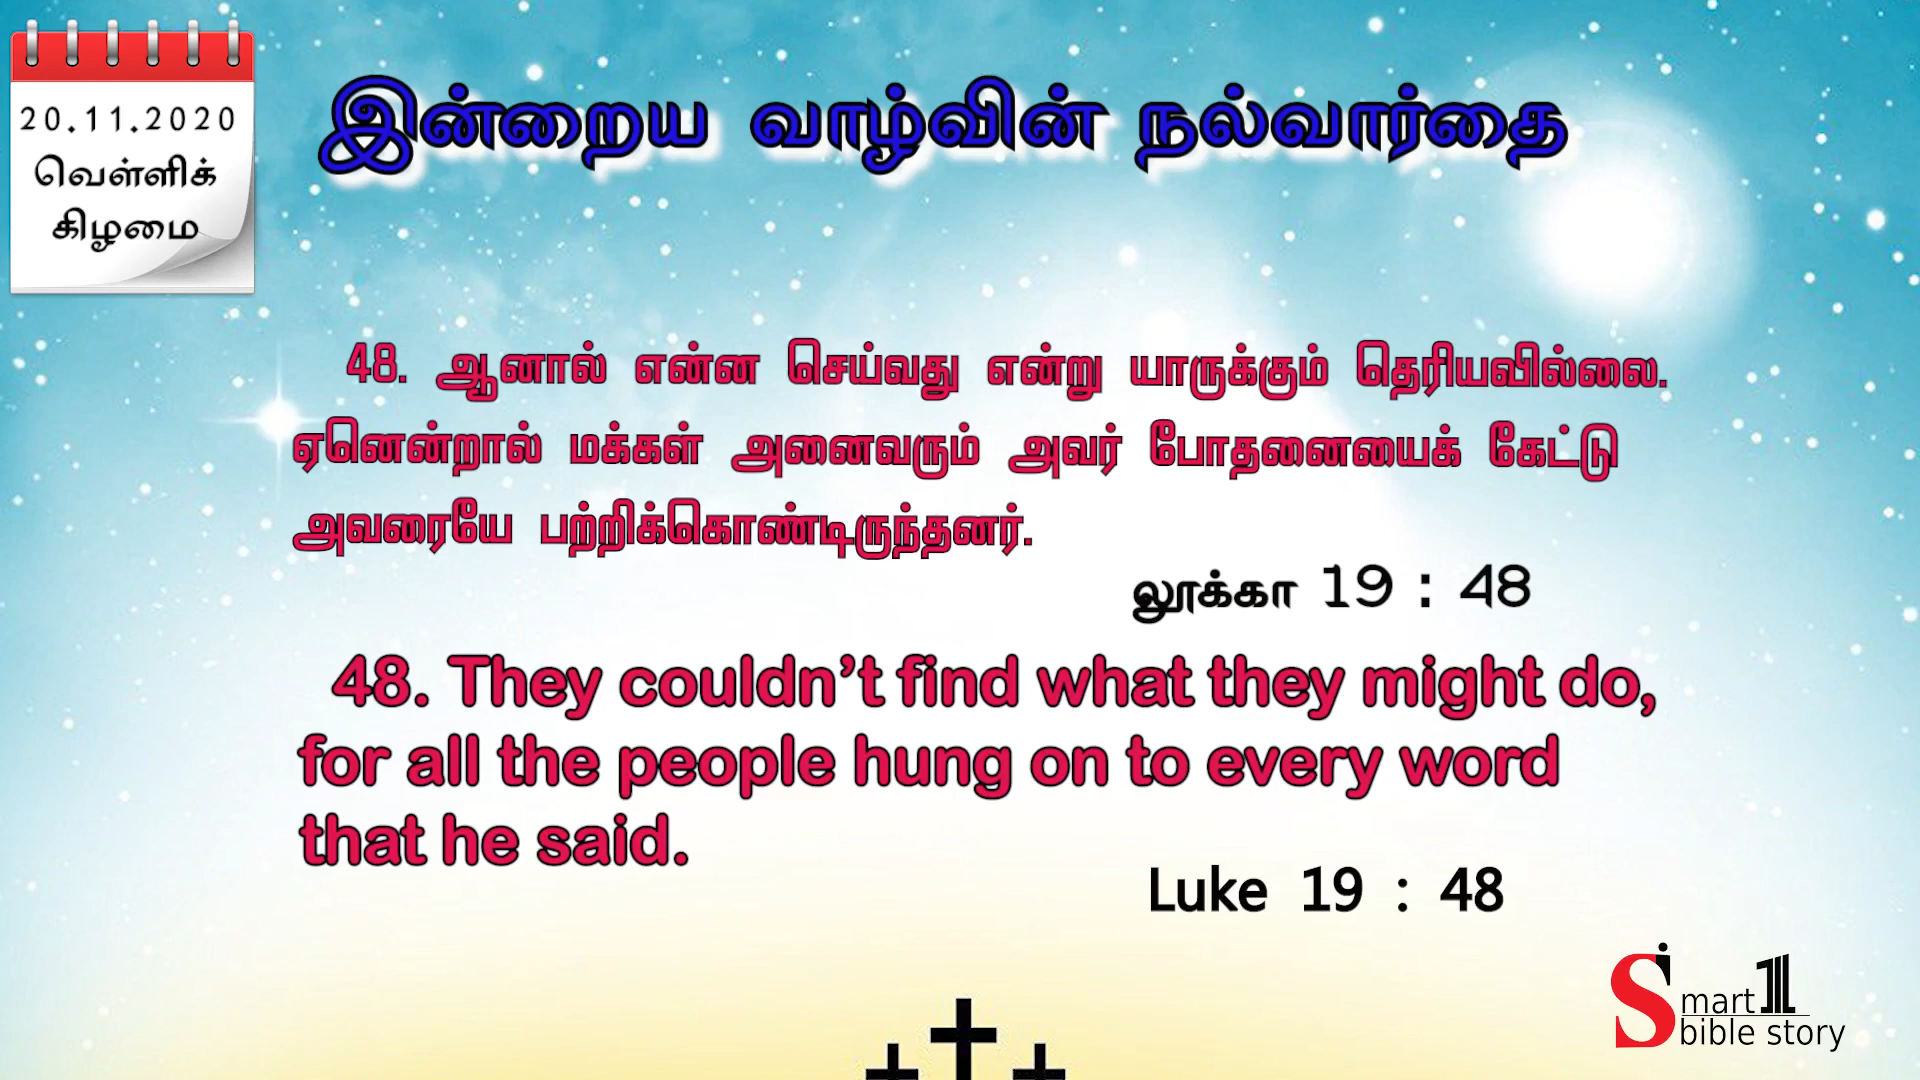 20.11.2020
வெள்ளிக்
கிழமை
இன்றைய வாழ்வின் நல்வார்தை
48. ஆனால் என்ன செய்வது என்று யாருக்கும் தெரியவில்லை.
ஏனென்றால் மக்கள் அனைவரும் அவர் போதனையைக் கேட்டு
அவரையே பற்றிக்கொண்டிருந்தனர்.
லூக்கா 19 : 48
48. They couldn’t find what they might do,
for all the people hung on to every word
that he said.
Luke 19 : 48
Smart 1
bible story